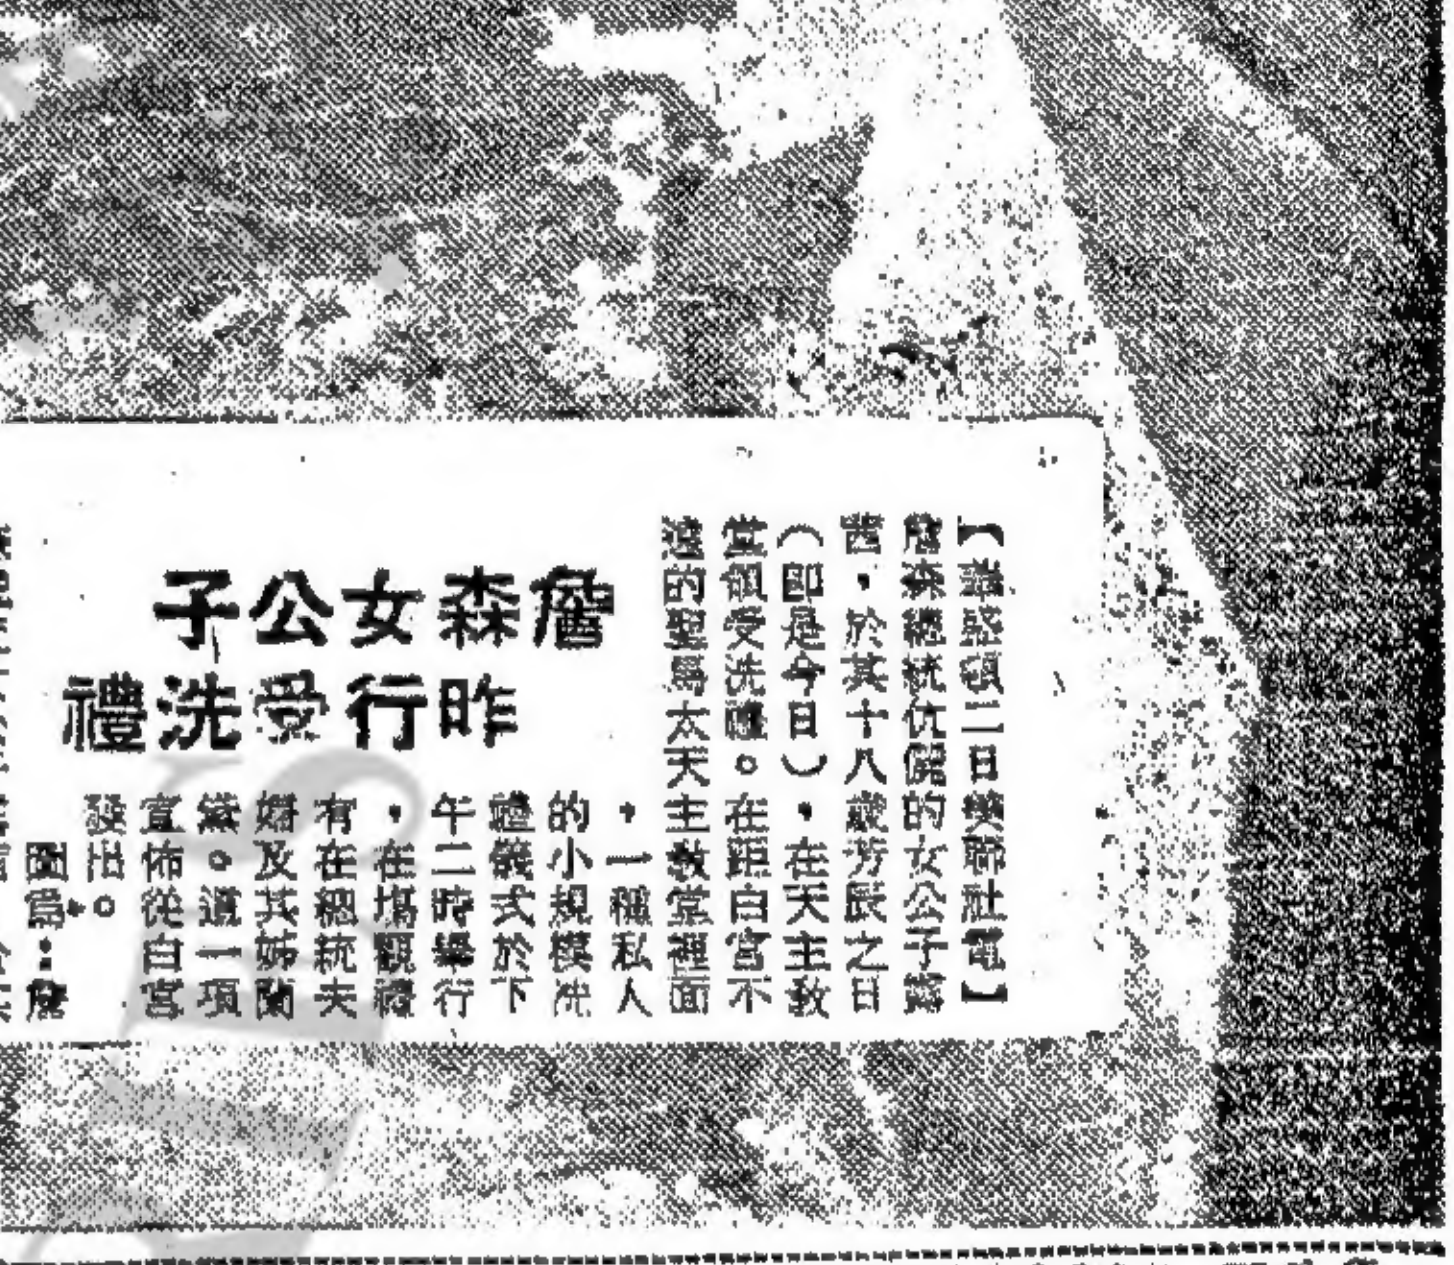 詹森女公子
昨行受洗禮
【華盛頓二日美聯社電】
詹森總統伉儷的女公子露
茜，於其十八歲芳辰之日
（即是今日），在天主教
堂領受洗禮。在距白宮不
遠的聖馬太天主教堂裡面
，一種私人
的小規模洗
禮儀式於下
午二時舉行
，在塲觀禮
有在總統夫
婦及其姊蘭
黛。這一項
宣佈從白宮
發出。
圖為：詹